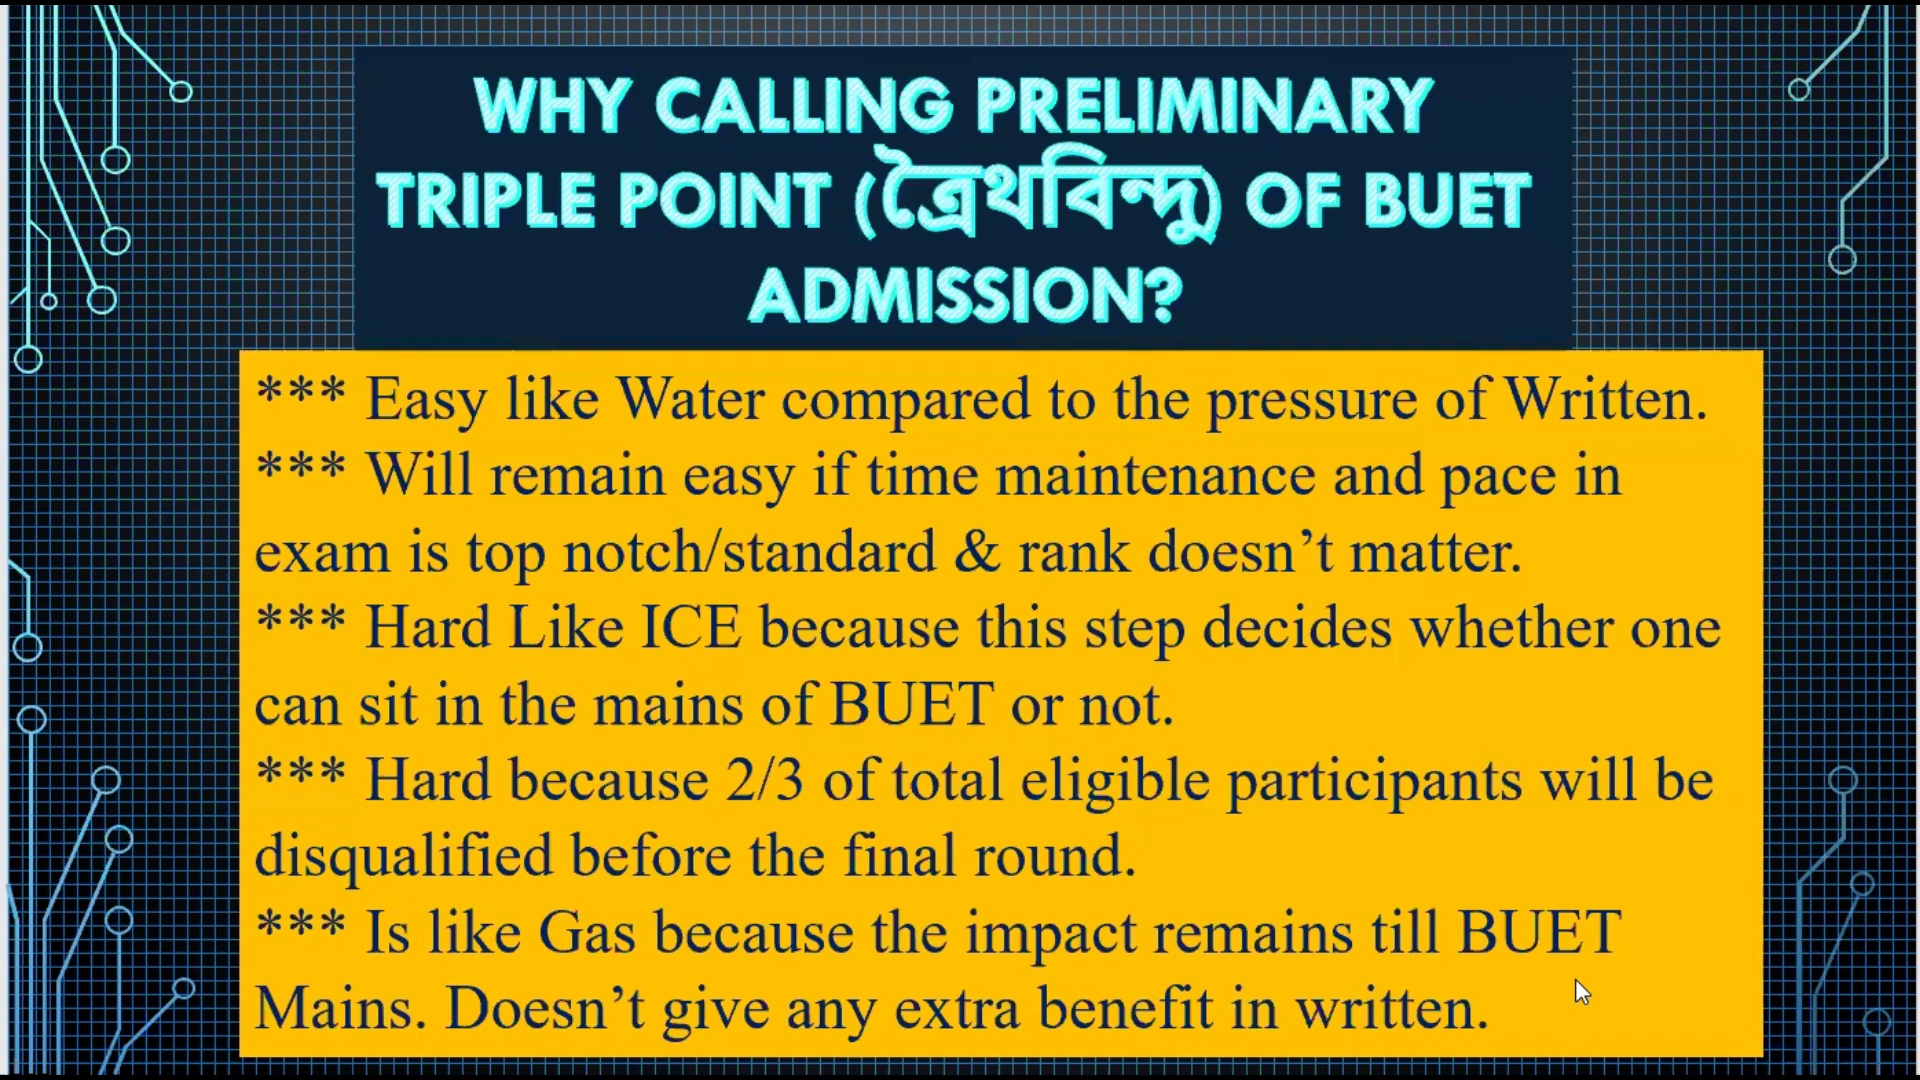 WHY CALLING PRELIMINARY
TRIPLE POINT (ত্রৈথবিন্দু) OF BUET
ADMISSION?
*** Easy like Water compared to the pressure of Written.
*** Will remain easy if time maintenance and pace in
exam is top notch/standard & rank doesn’t matter.
*** Hard Like ICE because this step decides whether one
can sit in the mains of BUET or not.
*** Hard because 2/3 of total eligible participants will be
disqualified before the final round.
*** Is like Gas because the impact remains till BUET
Mains. Doesn’t give any extra benefit in written.